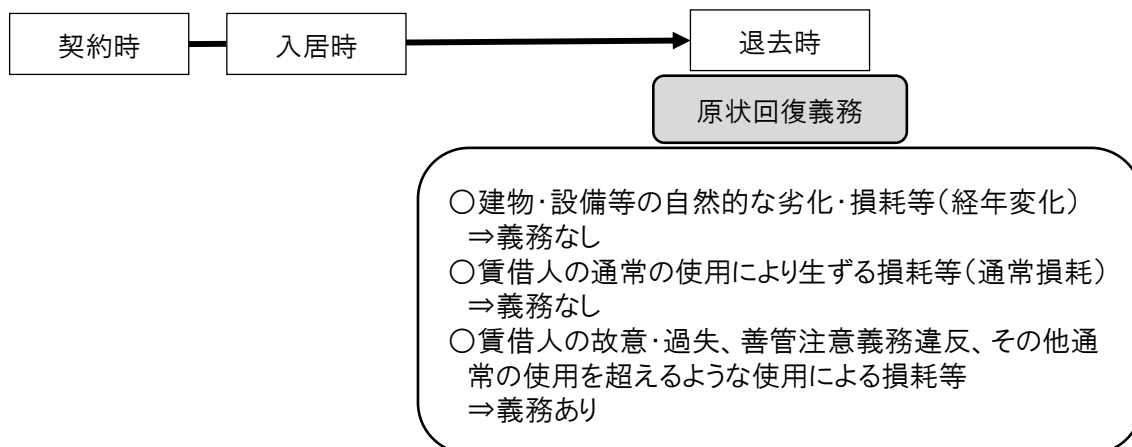 契約時
入居時
退去時
原状回復義務
○建物・設備等の自然的な劣化・損耗等(経年変化)
⇒義務なし
○賃借人の通常の使用により生ずる損耗等(通常損耗)
⇒義務なし
○賃借人の故意・過失、善管注意義務違反、その他通
常の使用を超えるような使用による損耗等
⇒義務あり